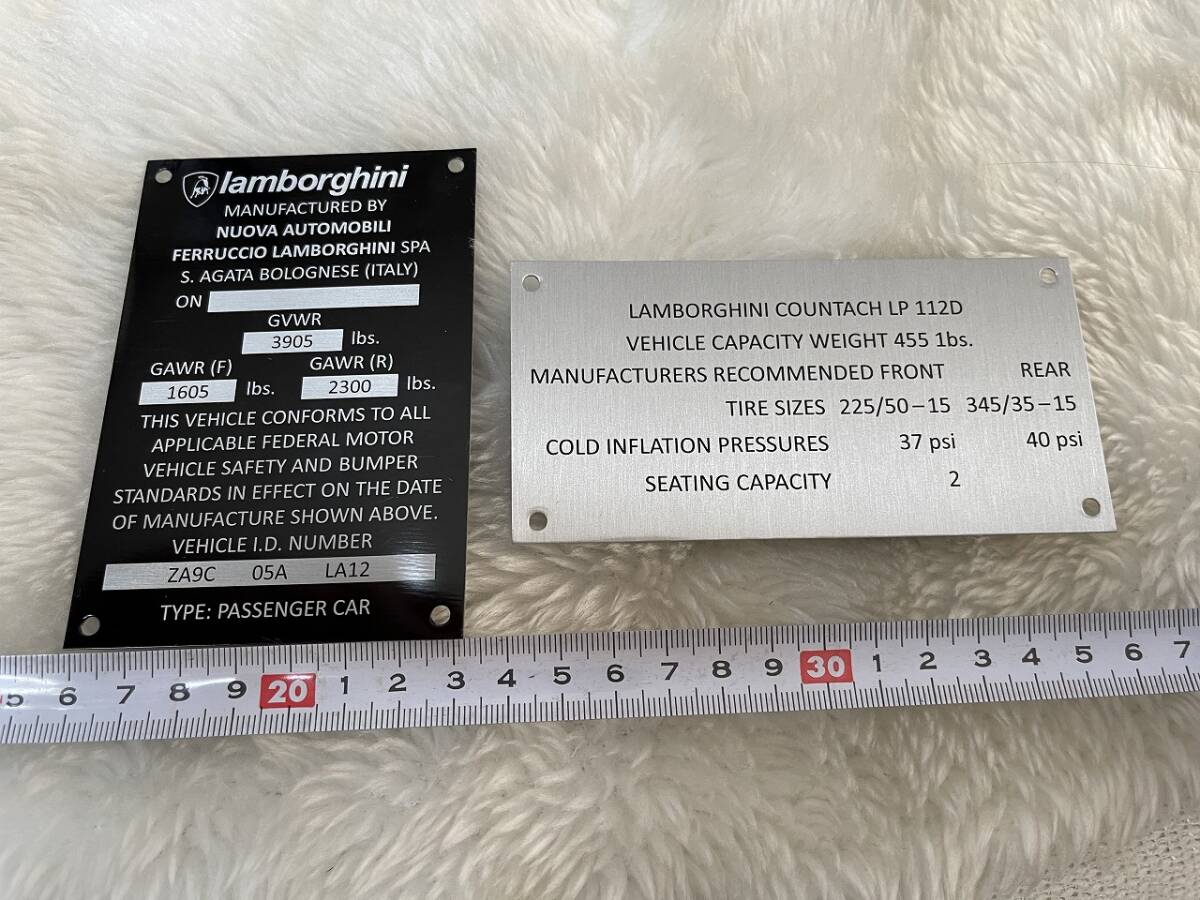 lamborghini
MANUFACTURED BY
NUOVA AUTOMOBILI
FERRUCCIO LAMBORGHINI SPA
S. AGATA BOLOGNESE (ITALY)
ON
GVWR
3905 lbs.
GAWR (F) GAWR (R)
1605 lbs. 2300 lbs.
THIS VEHICLE CONFORMS TO ALL
APPLICABLE FEDERAL MOTOR
VEHICLE SAFETY AND BUMPER
STANDARDS IN EFFECT ON THE DATE
OF MANUFACTURE SHOWN ABOVE.
VEHICLE I.D. NUMBER
ZA9C 05A LA12
TYPE: PASSENGER CAR
LAMBORGHINI COUNTACH LP 112D
VEHICLE CAPACITY WEIGHT 455 1bs.
MANUFACTURERS RECOMMENDED FRONT REAR
TIRE SIZES 225/50-15 345/35-15
COLD INFLATION PRESSURES 37 psi 40 psi
SEATING CAPACITY 2
5 6 7 8 9 20 1 2 3 4 5 6 7 8 9 30 1 2 3 4 5 6 7